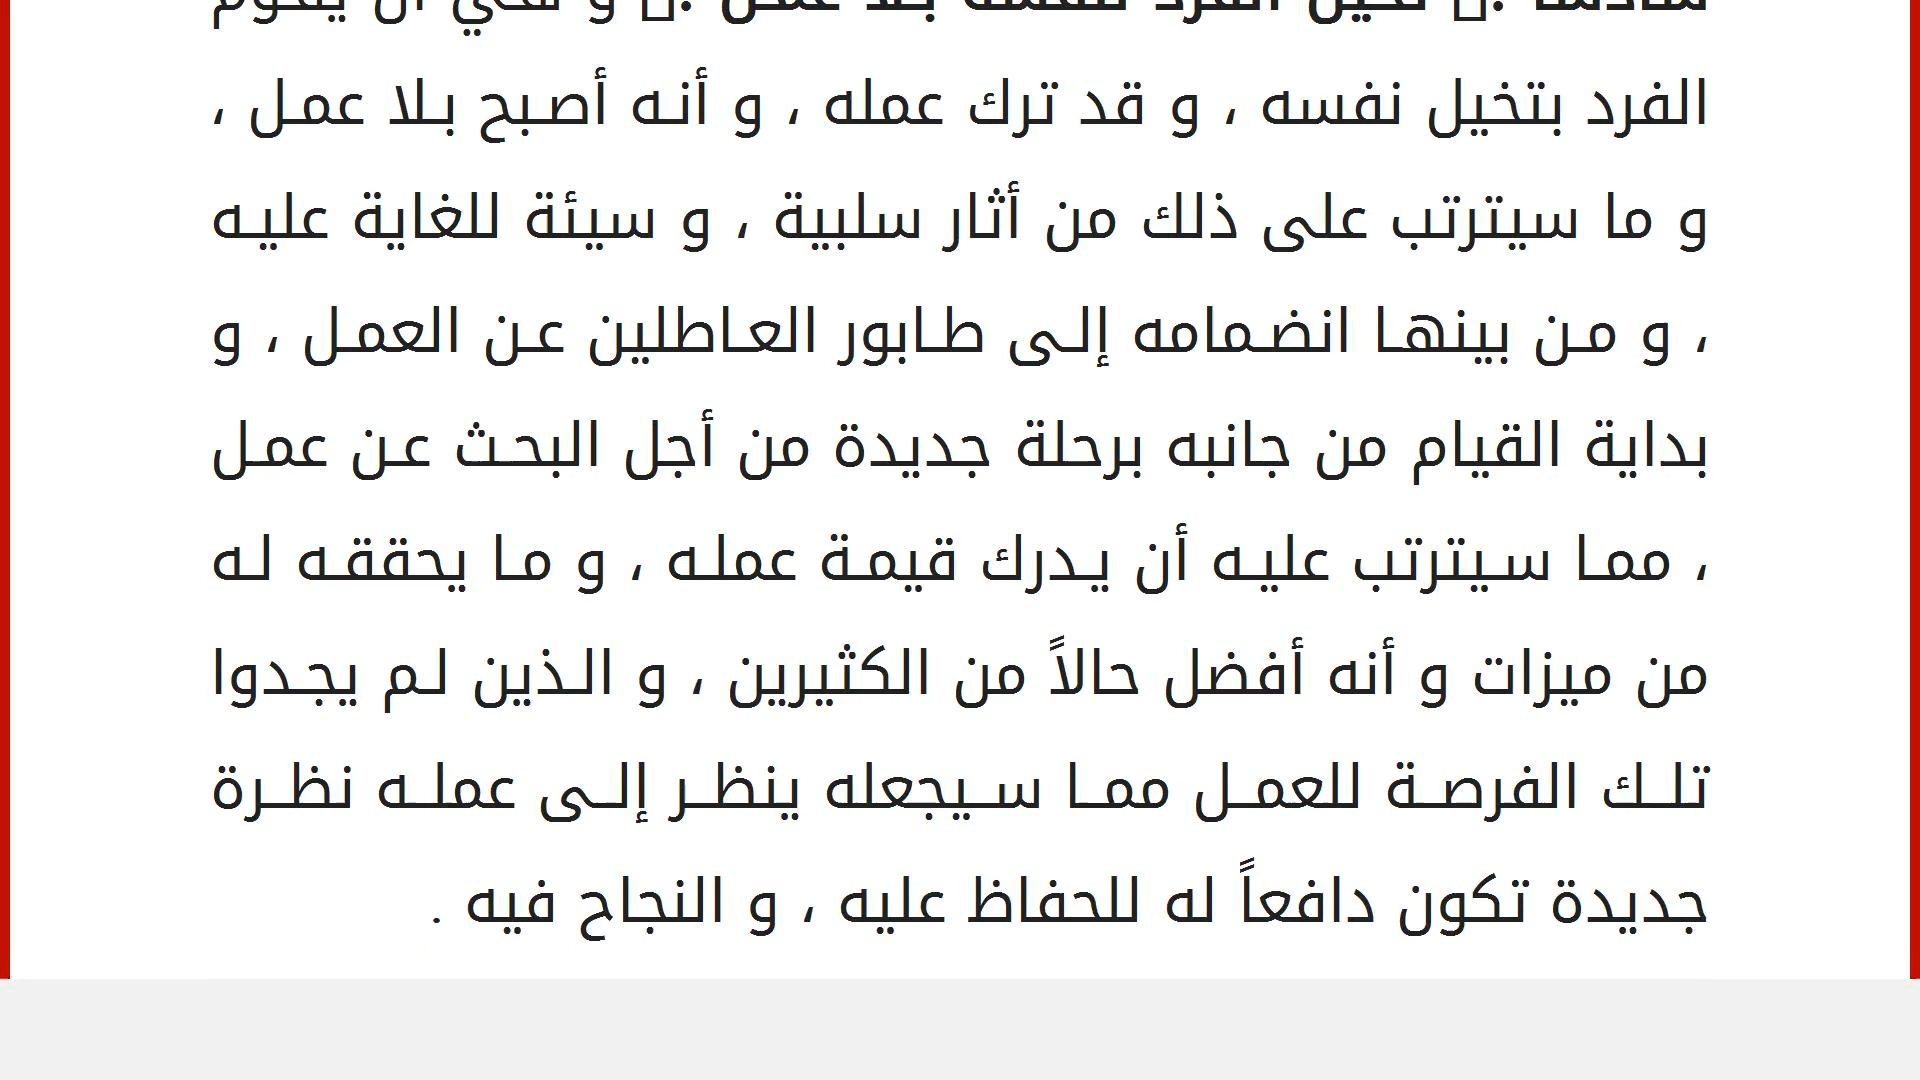 الفرد بتخيل نفسه ، و قد ترك عمله ، و أنه أصبح بلا عمل ،
و ما سيترتب على ذلك من أثار سلبية ، و سيئة للغاية عليه
، و من بينها انضمامه إلى طابور العاطلين عن العمل ، و
بداية القيام من جانبه برحلة جديدة من أجل البحث عن عمل
، مما سيترتب عليه أن يدرك قيمة عمله ، و ما يحققه له
من ميزات و أنه أفضل حالاً من الكثيرين ، و الذين لم يجدوا
تلك الفرصة للعمل مما سيجعله ينظر إلى عمله نظرة
جديدة تكون دافعاً له للحفاظ عليه ، و النجاح فيه .